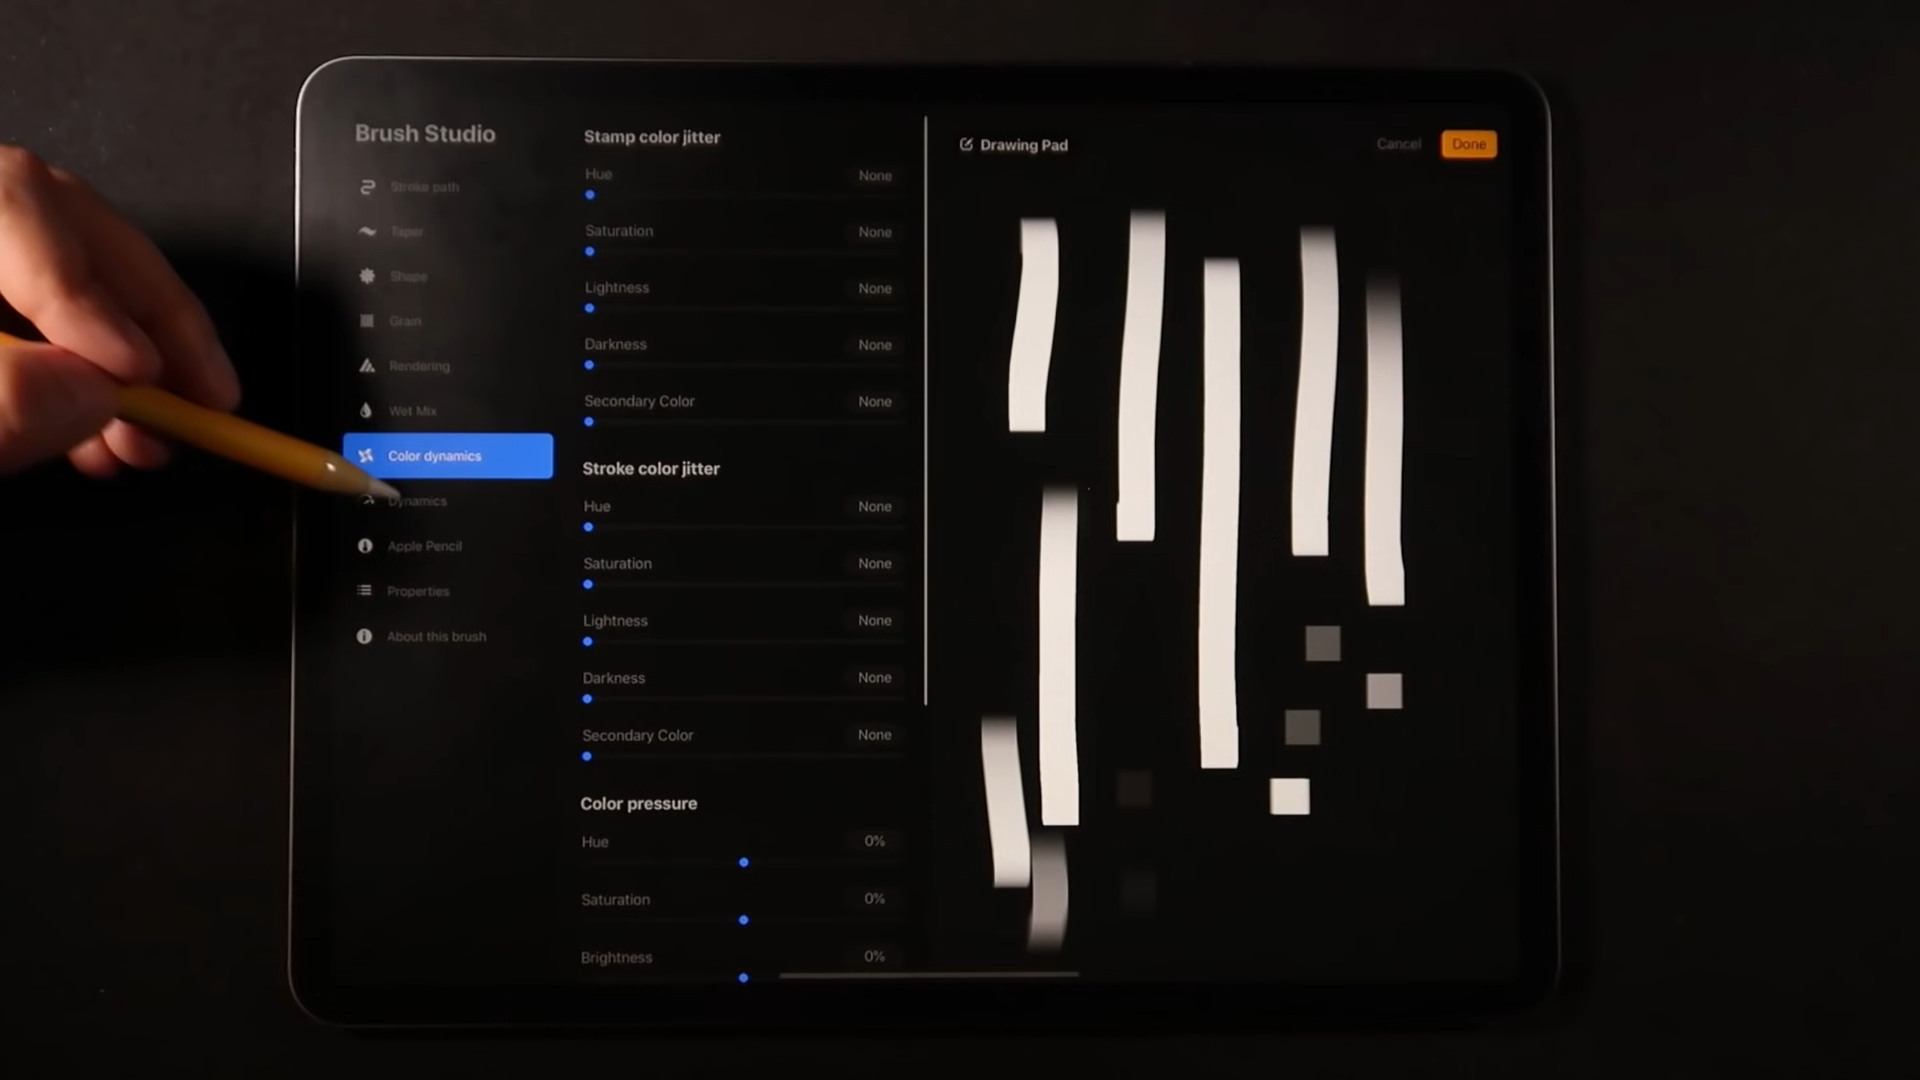 Brush Studio
Stroke path
Taper
Shape
Grain
Rendering
Wet Mix
Color dynamics
Dynamics
Apple Pencil
Properties
About this brush
Stamp color jitter
Hue None
Saturation None
Lightness None
Darkness None
Secondary Color None
Stroke color jitter
Hue None
Saturation None
Lightness None
Darkness None
Secondary Color None
Color pressure
Hue 0%
Saturation 0%
Brightness 0%
Drawing Pad
Cancel
Done